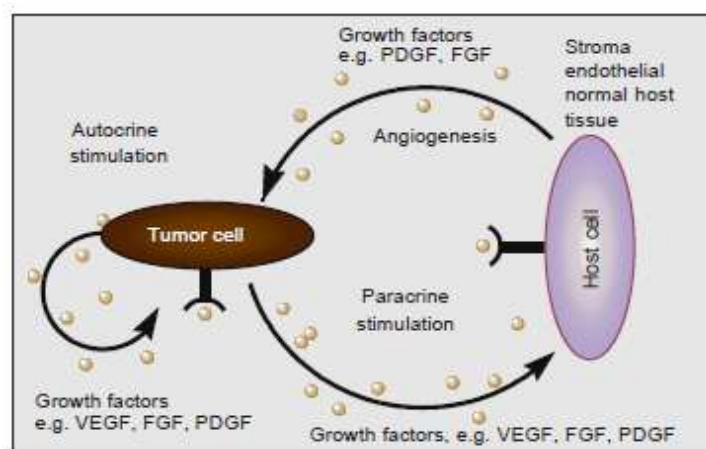 Growth factors
e.g. PDGF, FGF
Stroma
endothelial
normal host
tissue
Autocrine
stimulation
Angiogenesis
Tumor cell
Host cell
Paracrine
stimulation
Growth factors
e.g. VEGF, FGF, PDGF
Growth factors, e.g. VEGF, FGF, PDGF